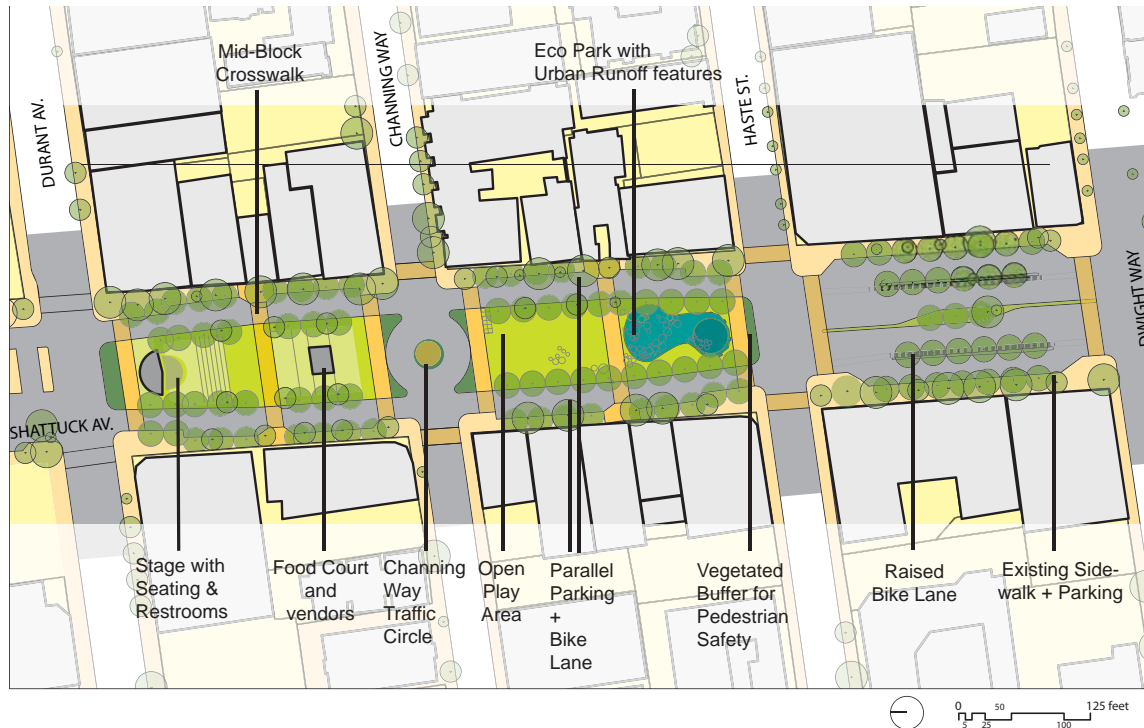 Mid-Block
Crosswalk
Eco Park with
Urban Runoff features
DURANT AV.
CHANNING WAY
HASTE ST.
DWIGHT WAY
SHATTUCK AV.
Stage with
Seating &
Restrooms
Food Court
and
vendors
Channing
Way
Traffic
Circle
Open
Play
Area
Parallel
Parking
+
Bike
Lane
Vegetated
Buffer for
Pedestrian
Safety
Raised
Bike Lane
Existing Side-
walk + Parking
0 50 125 feet
5 25 100